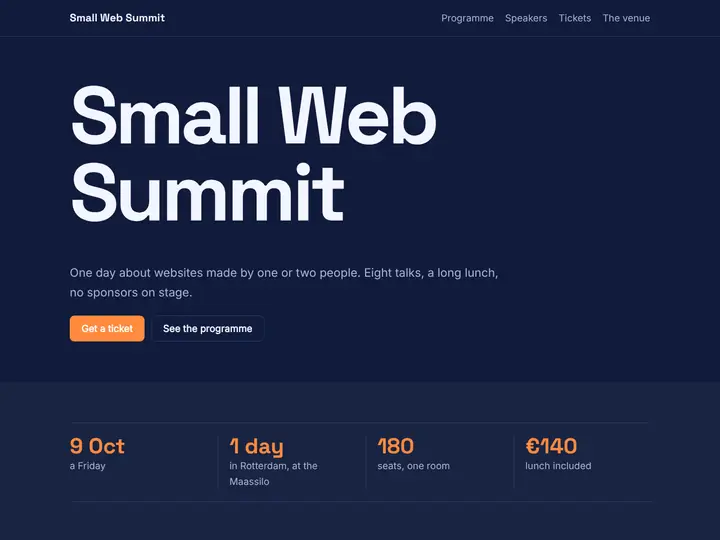 Small Web Summit
Programme Speakers Tickets The venue
Small Web
Summit
One day about websites made by one or two people. Eight talks, a long lunch,
no sponsors on stage.
Get a ticket
See the programme
9 Oct
a Friday
1 day
in Rotterdam, at the
Maassilo
180
seats, one room
€140
lunch included